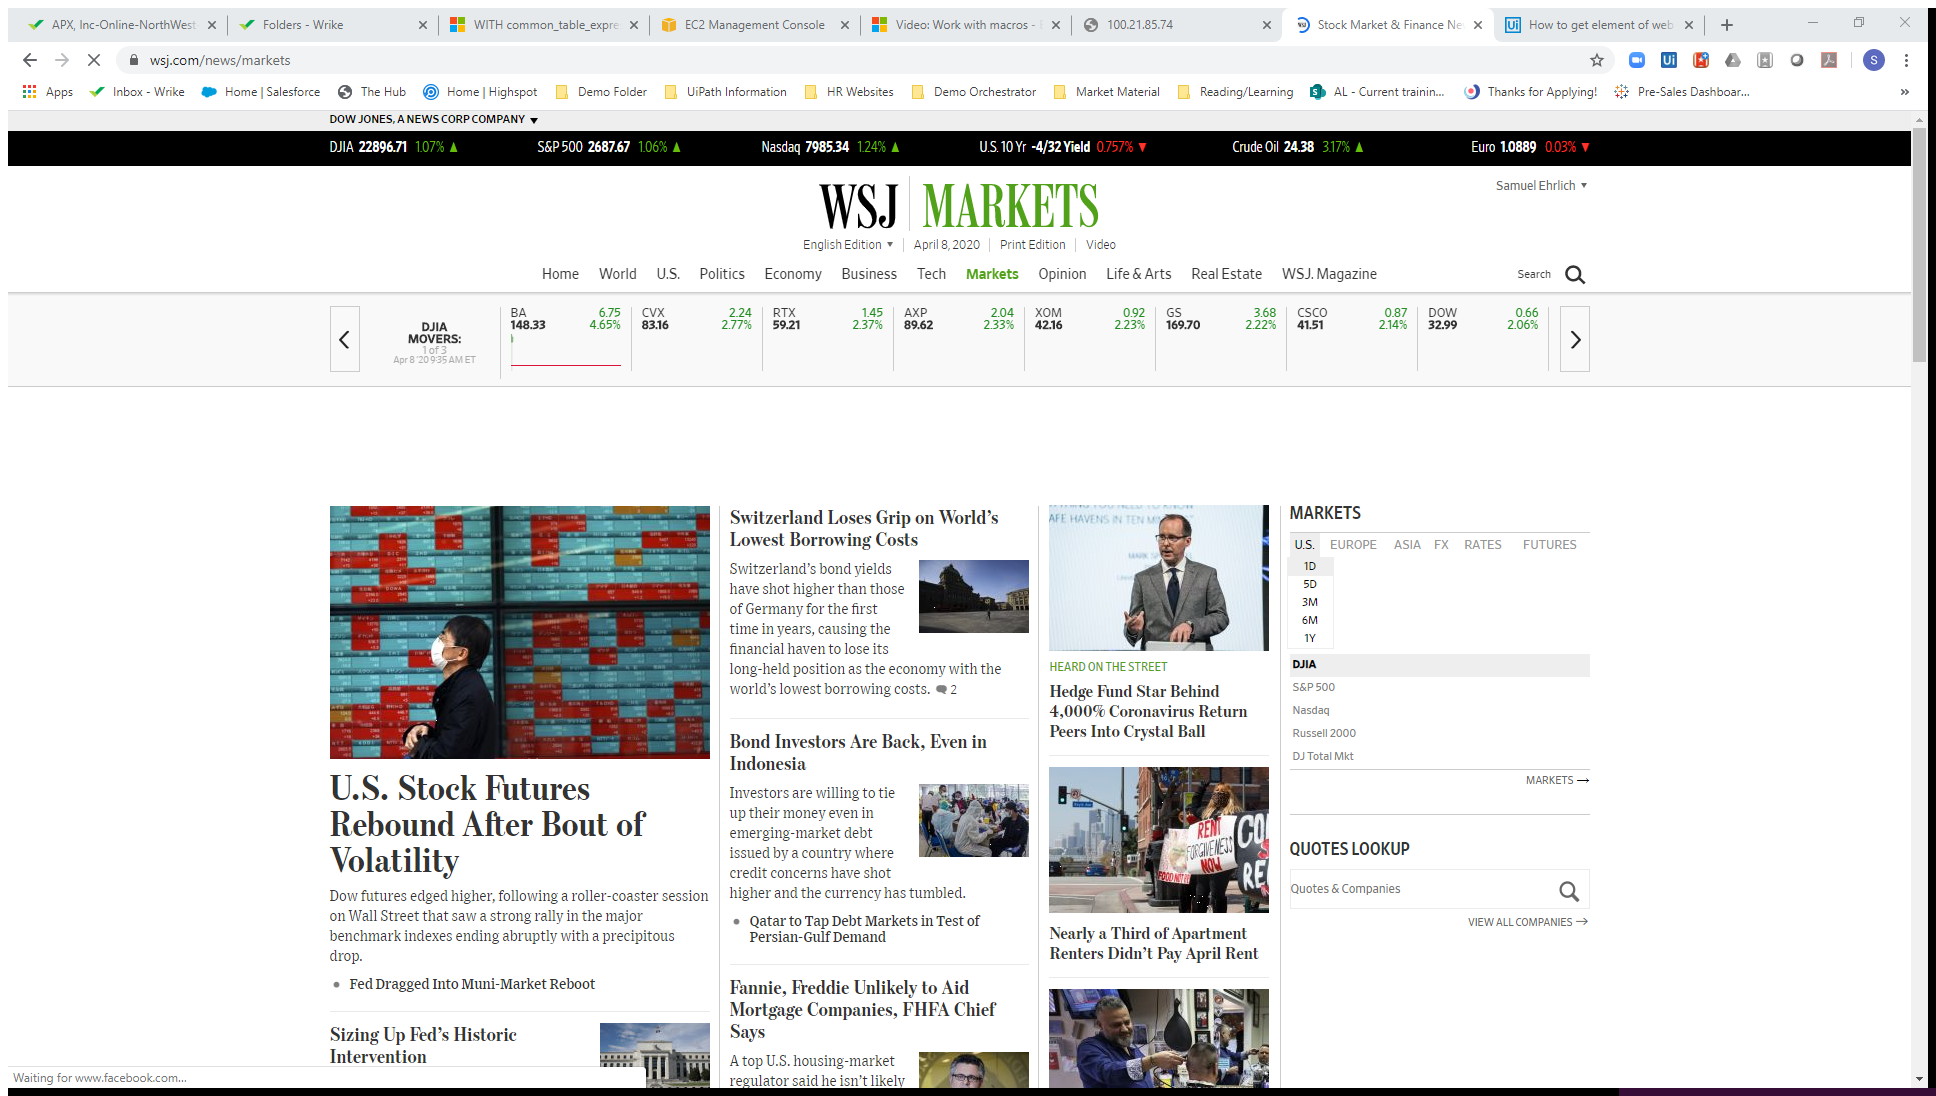 APX, Inc-Online-NorthWest
Folders - Wrike
WITH common_table_expre
EC2 Management Console
Video: Work with macros -
100.21.85.74
Stock Market & Finance Ne
How to get element of web
wsj.com/news/markets
Apps
Inbox - Wrike
Home | Salesforce
The Hub
Home | Highspot
Demo Folder
UiPath Information
HR Websites
Demo Orchestrator
Market Material
Reading/Learning
AL - Current trainin...
Thanks for Applying!
Pre-Sales Dashboar...
DOW JONES, A NEWS CORP COMPANY
DJIA 22896.71 1.07%
S&P 500 2687.67 1.06%
Nasdaq 7985.34 1.24%
U.S. 10 Yr -4/32 Yield 0.757%
Crude Oil 24.38 3.17%
Euro 1.0889 0.03%
Samuel Ehrlich
WSJ MARKETS
English Edition April 8, 2020 Print Edition Video
Home World U.S. Politics Economy Business Tech Markets Opinion Life & Arts Real Estate WSJ. Magazine
Search
DJIA
MOVERS:
1 of 3
Apr 8 '20 9:35 AM ET
BA 6.75
148.33 4.65%
CVX 2.24
83.16 2.77%
RTX 1.45
59.21 2.37%
AXP 2.04
89.62 2.33%
XOM 0.92
42.16 2.23%
GS 3.68
169.70 2.22%
CSCO 0.87
41.51 2.14%
DOW 0.66
32.99 2.06%
U.S. Stock Futures
Rebound After Bout of
Volatility
Dow futures edged higher, following a roller-coaster session
on Wall Street that saw a strong rally in the major
benchmark indexes ending abruptly with a precipitous
drop.
Fed Dragged Into Muni-Market Reboot
Sizing Up Fed's Historic
Intervention
Switzerland Loses Grip on World's
Lowest Borrowing Costs
Switzerland's bond yields
have shot higher than those
of Germany for the first
time in years, causing the
financial haven to lose its
long-held position as the economy with the
world's lowest borrowing costs. 2
Bond Investors Are Back, Even in
Indonesia
Investors are willing to tie
up their money even in
emerging-market debt
issued by a country where
credit concerns have shot
higher and the currency has tumbled.
Qatar to Tap Debt Markets in Test of
Persian-Gulf Demand
Fannie, Freddie Unlikely to Aid
Mortgage Companies, FHFA Chief
Says
A top U.S. housing-market
regulator said he isn't likely
AFE HAVENS IN TEN
MARK
HEARD ON THE STREET
Hedge Fund Star Behind
4,000% Coronavirus Return
Peers Into Crystal Ball
RENT
FORGIVENESS
NOW
FOOD NOT
CO
RE
Nearly a Third of Apartment
Renters Didn't Pay April Rent
MARKETS
U.S. EUROPE ASIA FX RATES FUTURES
1D
5D
3M
6M
1Y
DJIA
S&P 500
Nasdaq
Russell 2000
DJ Total Mkt
MARKETS
QUOTES LOOKUP
Quotes & Companies
VIEW ALL COMPANIES
Waiting for www.facebook.com...